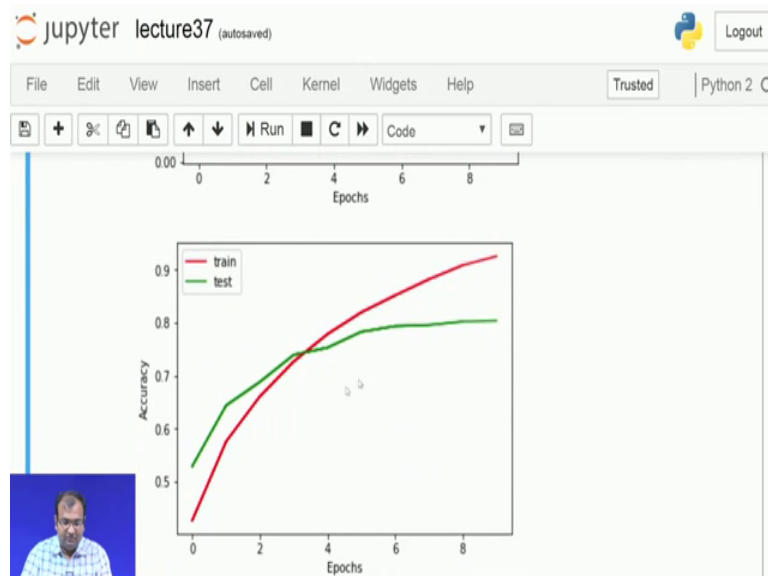 jupyter lecture37 (autosaved)
Logout
File Edit View Insert Cell Kernel Widgets Help
Trusted
Python 2
Run
Code
0.00
0 2 4 6 8
Epochs
train
test
0.9
0.8
0.7
0.6
0.5
Accuracy
0 2 4 6 8
Epochs